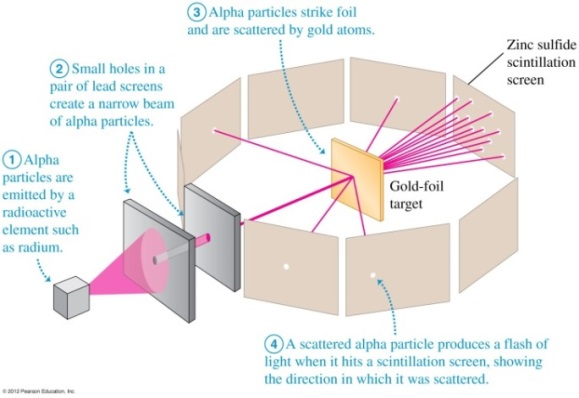 3 Alpha particles strike foil
and are scattered by gold atoms.
Zinc sulfide
scintillation
screen
2 Small holes in a
pair of lead screens
create a narrow beam
of alpha particles.
1 Alpha
particles are
emitted by a
radioactive
element such
as radium.
Gold-foil
target
4 A scattered alpha particle produces a flash of
light when it hits a scintillation screen, showing
the direction in which it was scattered.
© 2012 Pearson Education, Inc.